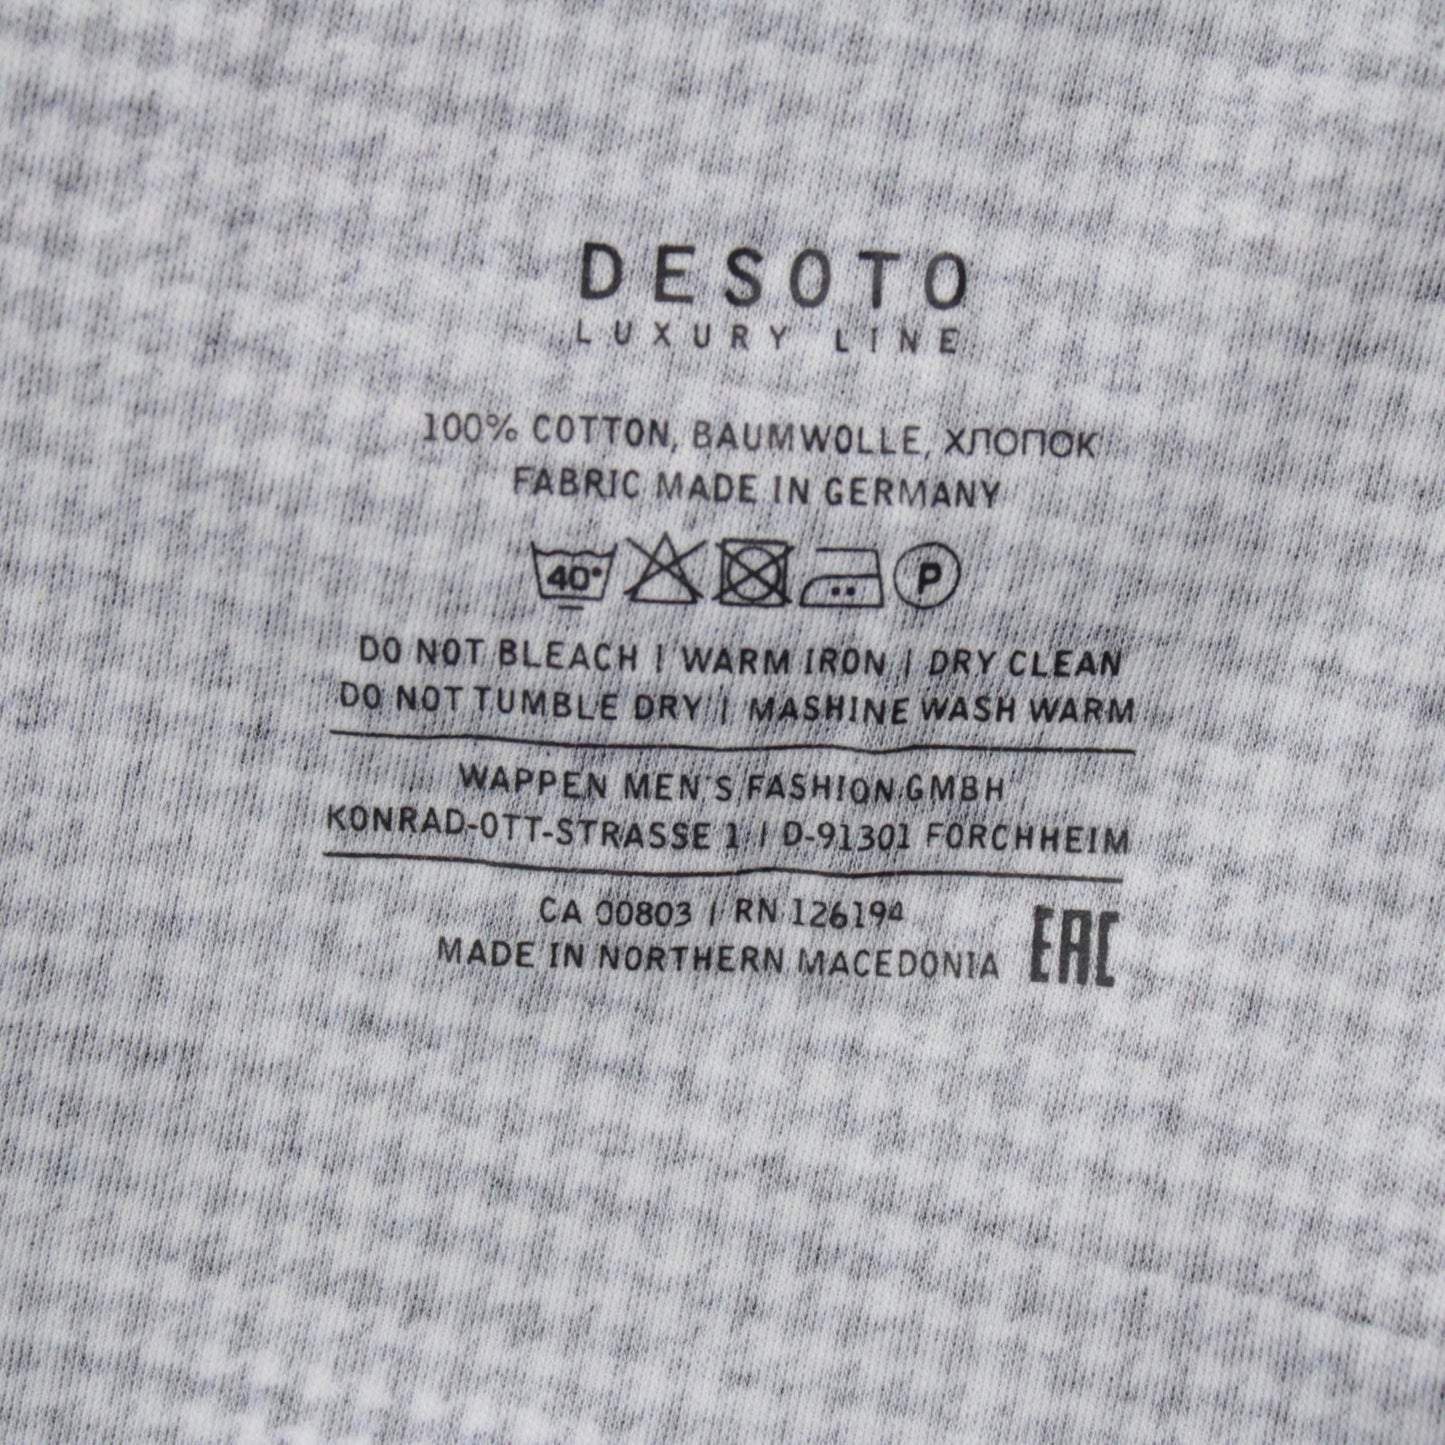 DESOTO
LUXURY LINE
100% COTTON, BAUMWOLLE, ХЛОПОК
FABRIC MADE IN GERMANY
40° P
DO NOT BLEACH | WARM IRON | DRY CLEAN
DO NOT TUMBLE DRY | MASHINE WASH WARM
WAPPEN MEN'S FASHION GMBH
KONRAD-OTT-STRASSE 1 | D-91301 FORCHHEIM
CA 00803 | RN 126194
MADE IN NORTHERN MACEDONIA EAC